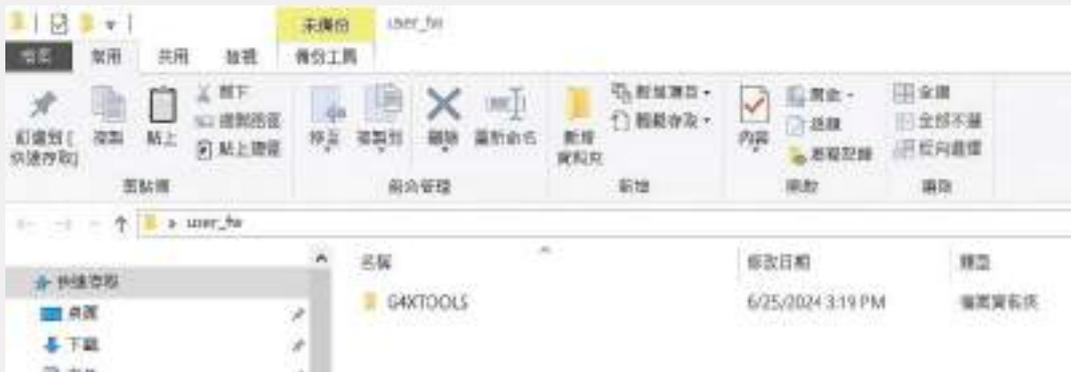 未備份 user_fw
檔案 常用 共用 檢視 備份工具
剪下
複製路徑
貼上捷徑
釘選到 [
快速存取]
複製
貼上
移至
複製到
刪除
重新命名
新增
資料夾
新增項目
輕鬆存取
內容
開啟
編輯
歷程記錄
全選
全部不選
反向選擇
剪貼簿 組合管理 新增 開啟 選取
user_fw
名稱 修改日期 類型
快速存取
G4XTOOLS 6/25/2024 3:19 PM 檔案資料夾
桌面
下載